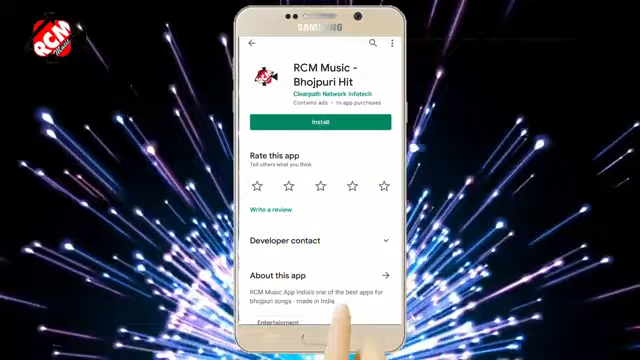 RCM
Music
SAMSUNG
RCM Music -
Bhojpuri Hit
Clearpath Network Infotech
Contains ads • In-app purchases
Install
Rate this app
Tell others what you think
Write a review
Developer contact
About this app
RCM Music App India's one of the best apps for
bhojpuri songs - made in India.
Entertainment